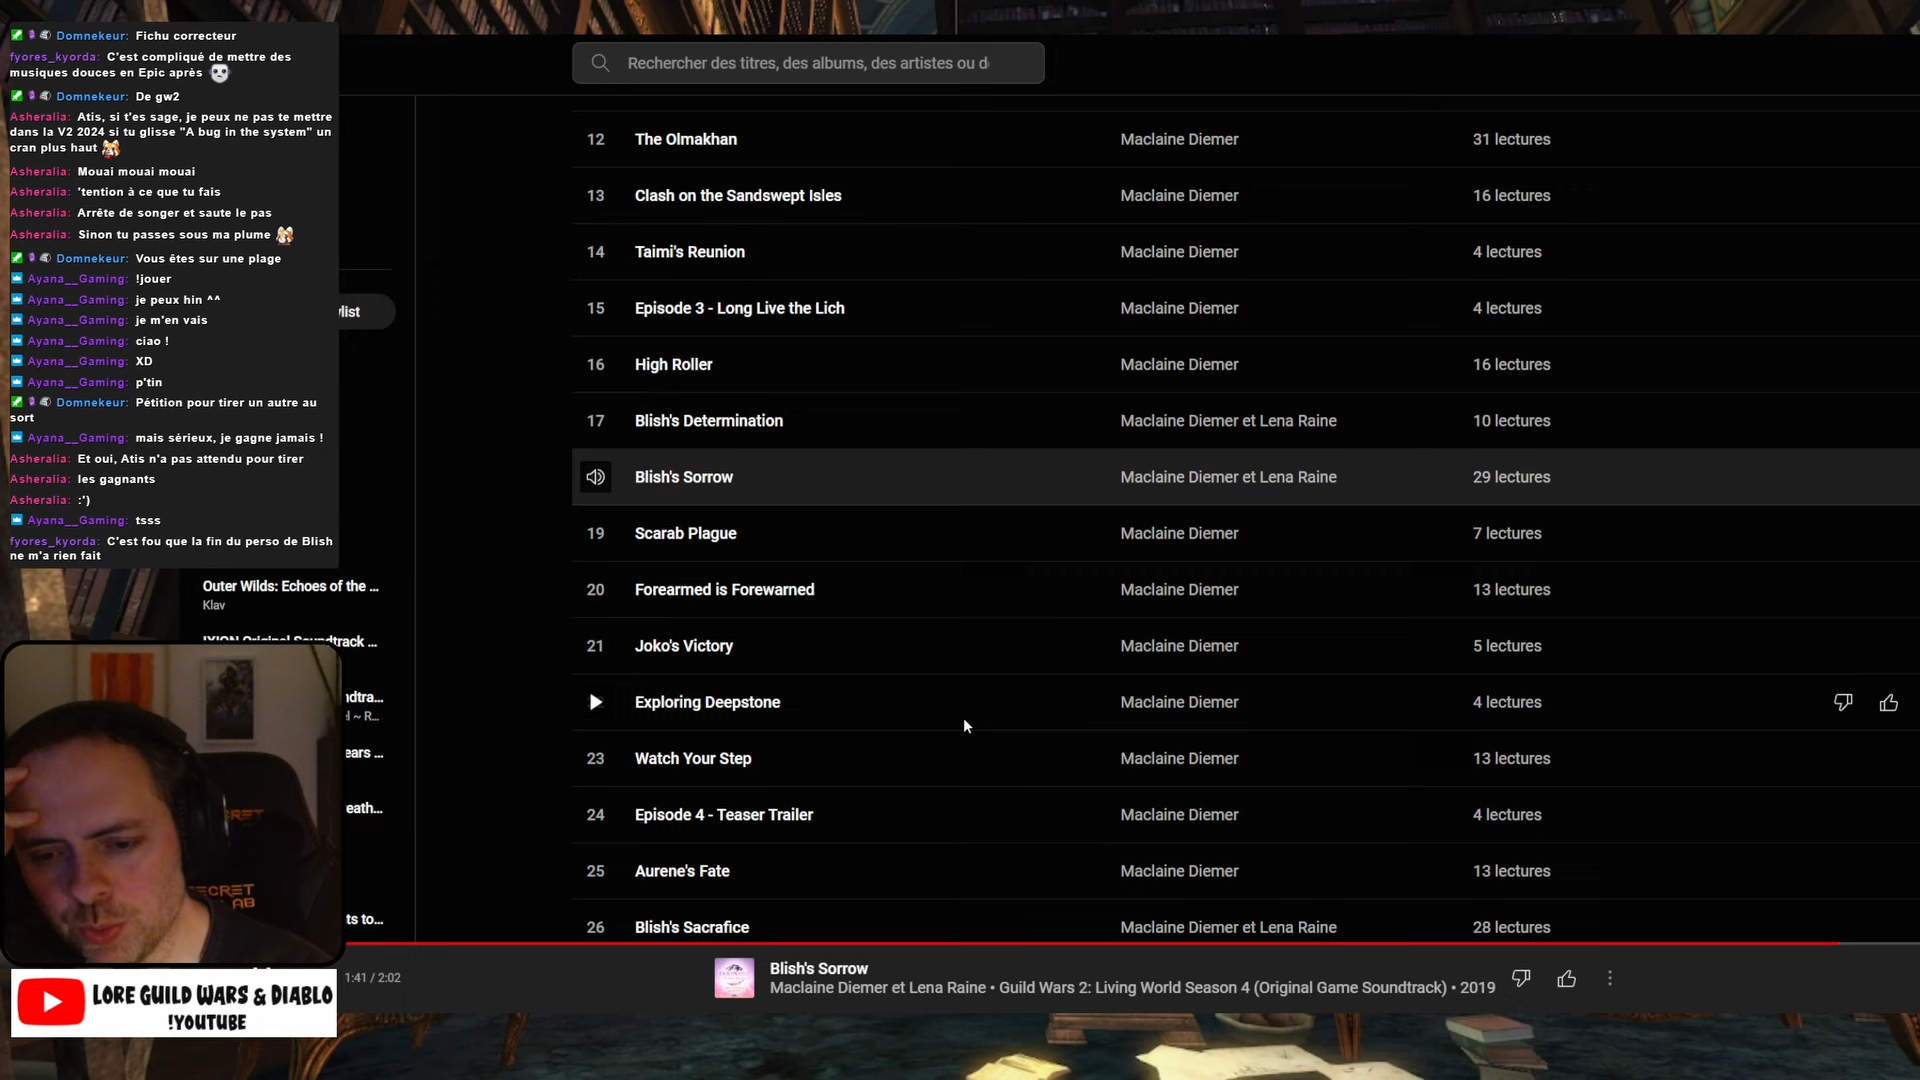 Domnekeur: Fichu correcteur
fyores_kyorda: C'est compliqué de mettre des
musiques douces en Epic après
Domnekeur: De gw2
Asheralia: Atis, si t'es sage, je peux ne pas te mettre
dans la V2 2024 si tu glisse "A bug in the system" un
cran plus haut
Asheralia: Mouai mouai mouai
Asheralia: 'tention à ce que tu fais
Asheralia: Arrête de songer et saute le pas
Asheralia: Sinon tu passes sous ma plume
Domnekeur: Vous êtes sur une plage
Ayana__Gaming: !jouer
Ayana__Gaming: je peux hin ^^
Ayana__Gaming: je m'en vais
Ayana__Gaming: ciao !
Ayana__Gaming: XD
Ayana__Gaming: p'tin
Domnekeur: Pétition pour tirer un autre au
sort
Ayana__Gaming: mais sérieux, je gagne jamais !
Asheralia: Et oui, Atis n'a pas attendu pour tirer
Asheralia: les gagnants
Asheralia: :')
Ayana__Gaming: tsss
fyores_kyorda: C'est fou que la fin du perso de Blish
ne m'a rien fait
ylist
Outer Wilds: Echoes of the ...
Klav
IXION Original Soundtrack ...
ndtra...
l ~ R...
ears ...
eath...
ts to...
SECRET
LAB
LORE GUILD WARS & DIABLO
!YOUTUBE
Rechercher des titres, des albums, des artistes ou d
12 The Olmakhan Maclaine Diemer 31 lectures
13 Clash on the Sandswept Isles Maclaine Diemer 16 lectures
14 Taimi's Reunion Maclaine Diemer 4 lectures
15 Episode 3 - Long Live the Lich Maclaine Diemer 4 lectures
16 High Roller Maclaine Diemer 16 lectures
17 Blish's Determination Maclaine Diemer et Lena Raine 10 lectures
Blish's Sorrow Maclaine Diemer et Lena Raine 29 lectures
19 Scarab Plague Maclaine Diemer 7 lectures
20 Forearmed is Forewarned Maclaine Diemer 13 lectures
21 Joko's Victory Maclaine Diemer 5 lectures
Exploring Deepstone Maclaine Diemer 4 lectures
23 Watch Your Step Maclaine Diemer 13 lectures
24 Episode 4 - Teaser Trailer Maclaine Diemer 4 lectures
25 Aurene's Fate Maclaine Diemer 13 lectures
26 Blish's Sacrafice Maclaine Diemer et Lena Raine 28 lectures
1:41 / 2:02
Blish's Sorrow
Maclaine Diemer et Lena Raine • Guild Wars 2: Living World Season 4 (Original Game Soundtrack) • 2019